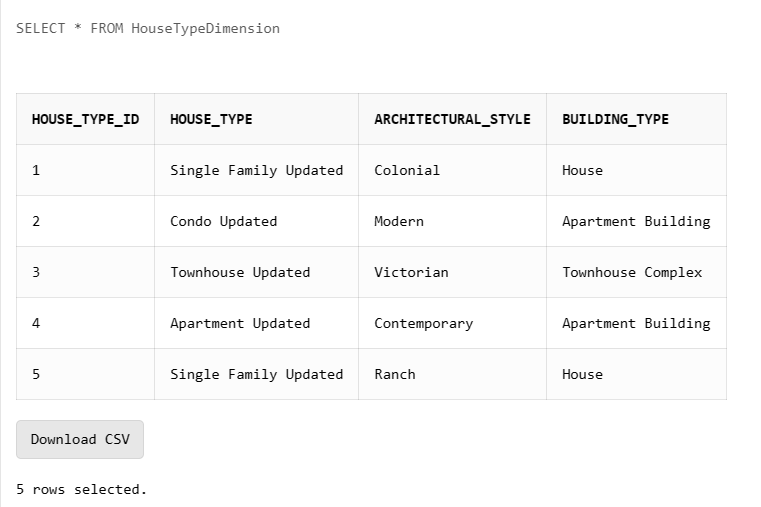 SELECT * FROM HouseTypeDimension
HOUSE_TYPE_ID HOUSE_TYPE ARCHITECTURAL_STYLE BUILDING_TYPE
1 Single Family Updated Colonial House
2 Condo Updated Modern Apartment Building
3 Townhouse Updated Victorian Townhouse Complex
4 Apartment Updated Contemporary Apartment Building
5 Single Family Updated Ranch House
Download CSV
5 rows selected.